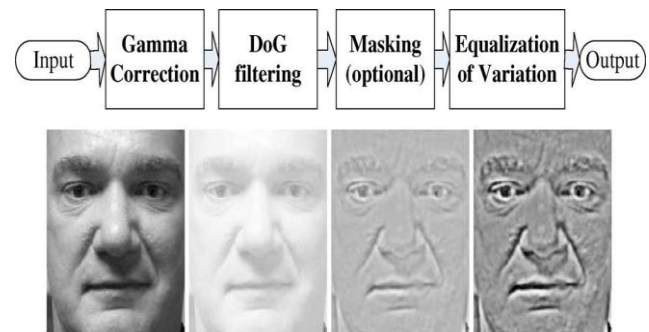 Input
Gamma
Correction
DoG
filtering
Masking
(optional)
Equalization
of Variation
Output